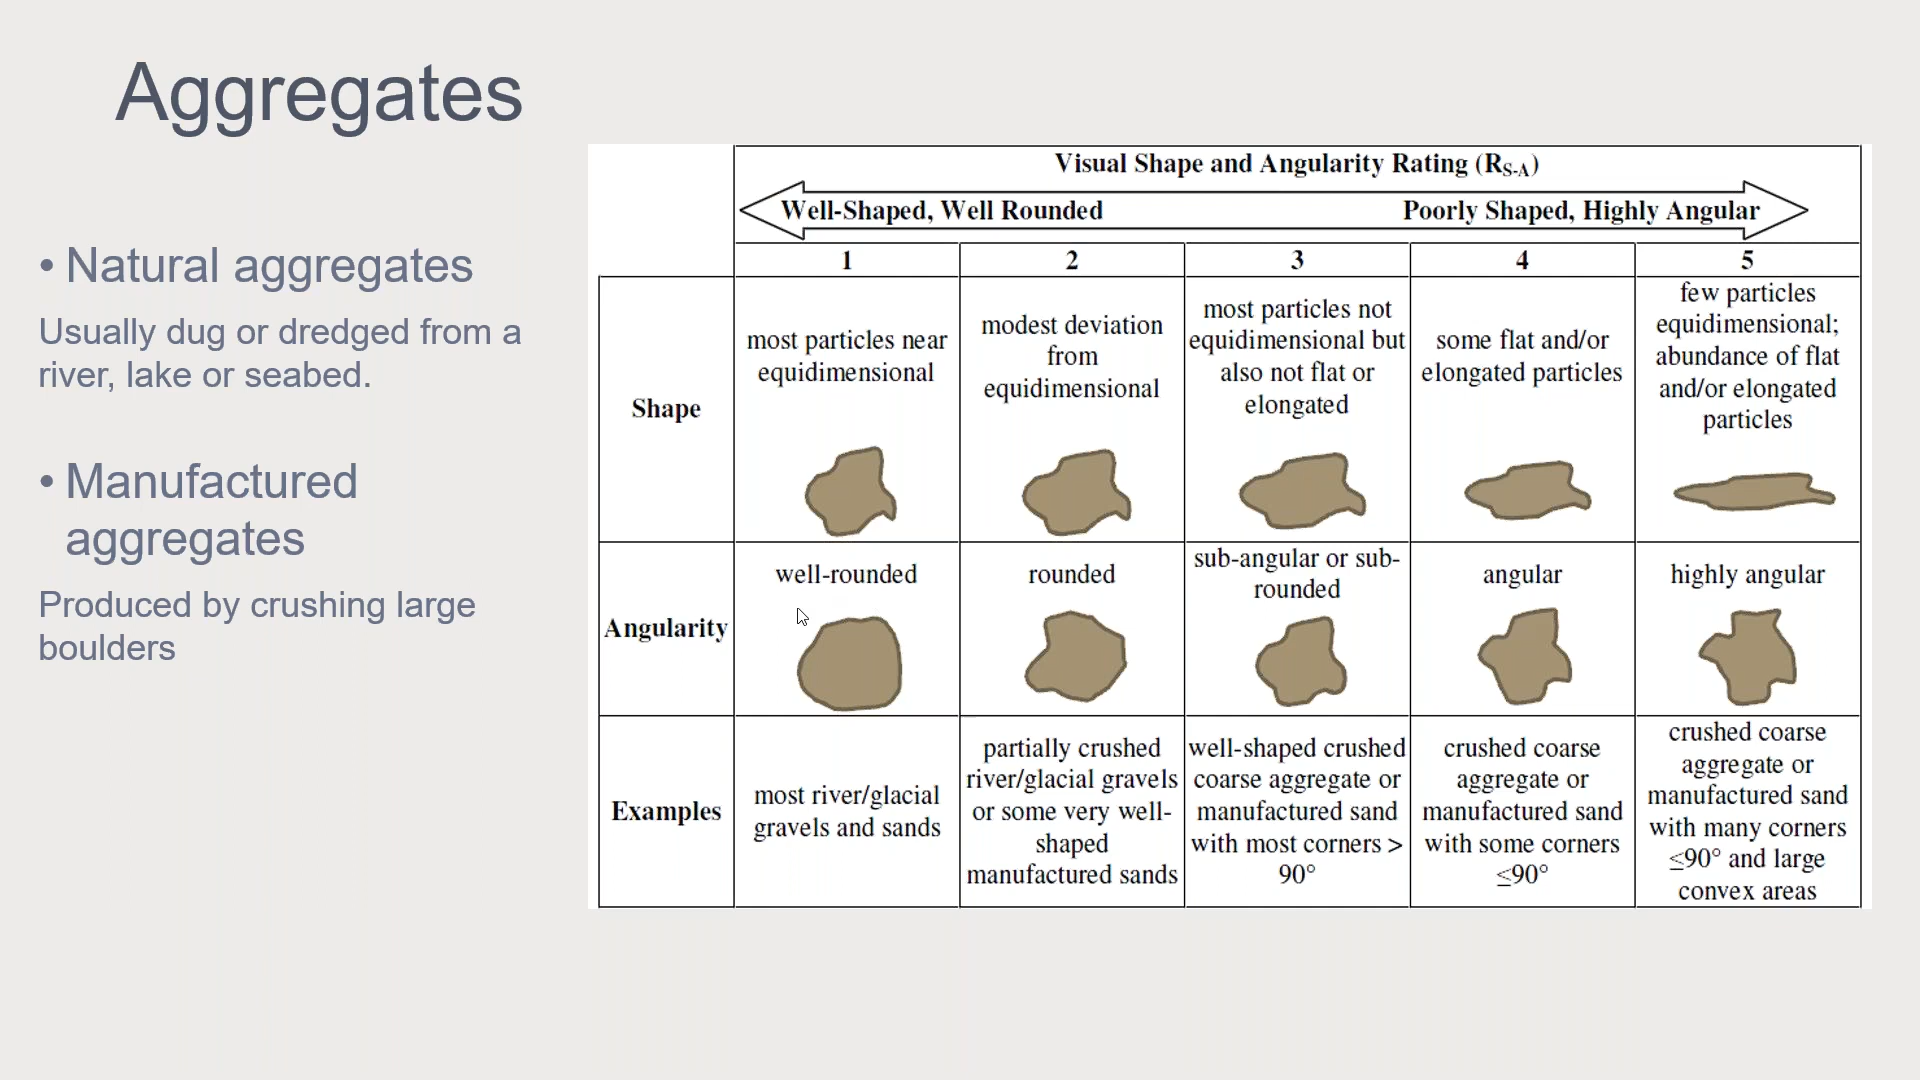 Aggregates
• Natural aggregates
Usually dug or dredged from a
river, lake or seabed.
• Manufactured
aggregates
Produced by crushing large
boulders
Visual Shape and Angularity Rating (RS-A)
Well-Shaped, Well Rounded
Poorly Shaped, Highly Angular
1
2
3
4
5
Shape
most particles near
equidimensional
modest deviation
from
equidimensional
most particles not
equidimensional but
also not flat or
elongated
some flat and/or
elongated particles
few particles
equidimensional;
abundance of flat
and/or elongated
particles
Angularity
well-rounded
rounded
sub-angular or sub-
rounded
angular
highly angular
Examples
most river/glacial
gravels and sands
partially crushed
river/glacial gravels
or some very well-
shaped
manufactured sands
well-shaped crushed
coarse aggregate or
manufactured sand
with most corners >
90°
crushed coarse
aggregate or
manufactured sand
with some corners
≤90°
crushed coarse
aggregate or
manufactured sand
with many corners
≤90° and large
convex areas